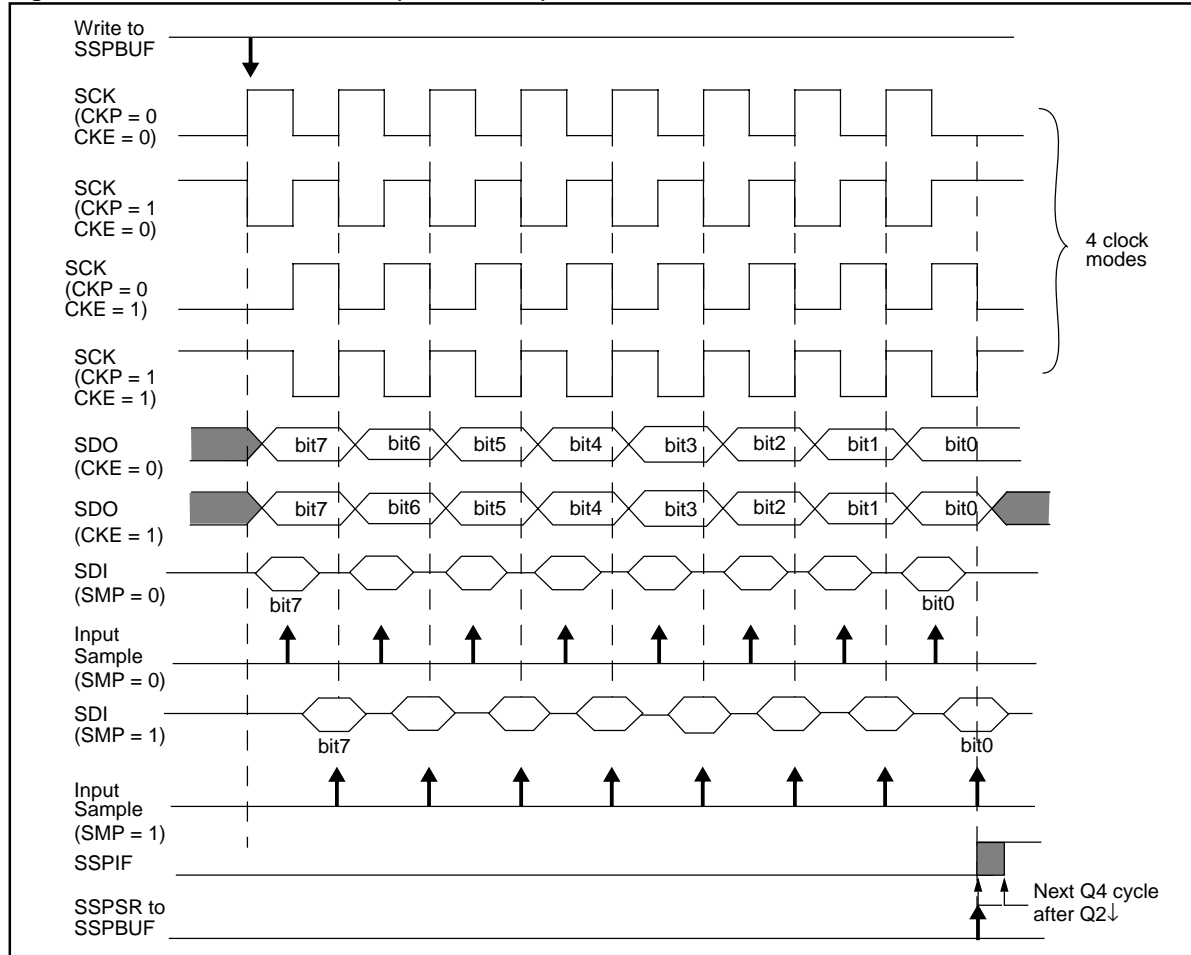 Write to
SSPBUF
SCK
(CKP = 0
CKE = 0)
SCK
(CKP = 1
CKE = 0)
4 clock
modes
SCK
(CKP = 0
CKE = 1)
SCK
(CKP = 1
CKE = 1)
SDO
(CKE = 0)
bit7 bit6 bit5 bit4 bit3 bit2 bit1 bit0
SDO
(CKE = 1)
bit7 bit6 bit5 bit4 bit3 bit2 bit1 bit0
SDI
(SMP = 0)
bit7 bit0
Input
Sample
(SMP = 0)
SDI
(SMP = 1)
bit7 bit0
Input
Sample
(SMP = 1)
SSPIF
Next Q4 cycle
after Q2↓
SSPSR to
SSPBUF